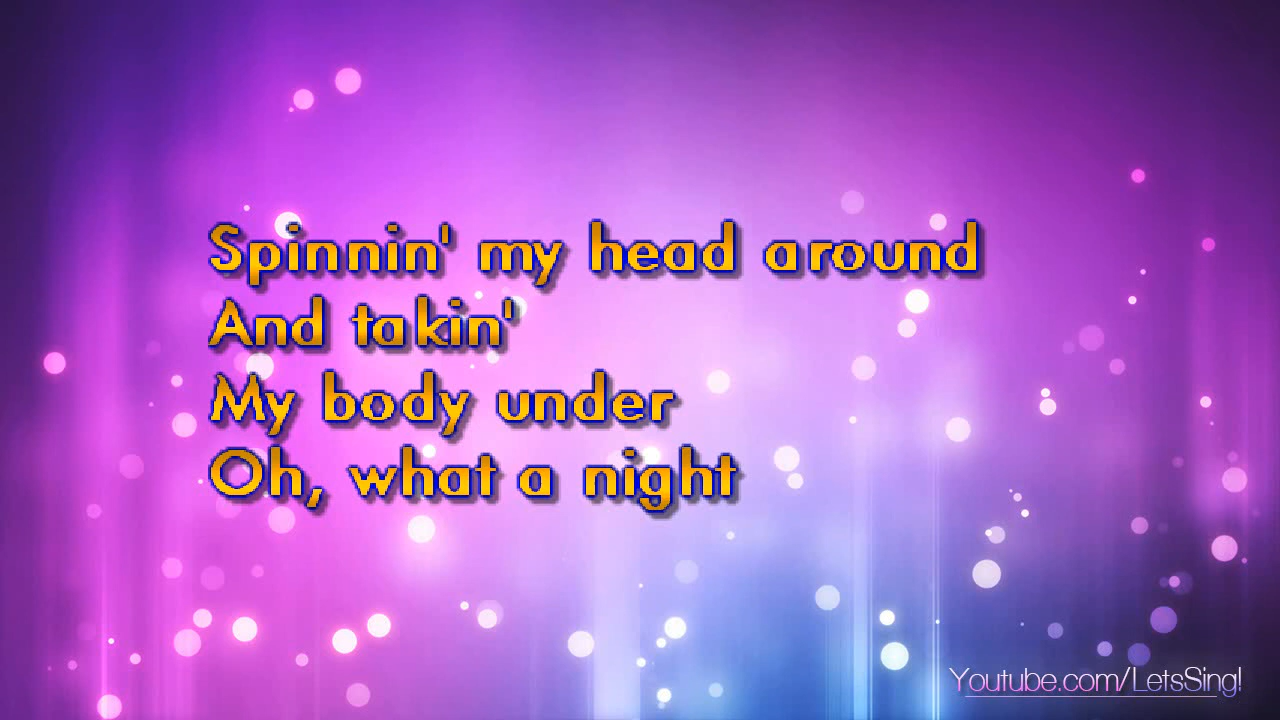 Spinnin' my head around
And takin'
My body under
Oh, what a night
Youtube.com/LetsSing!